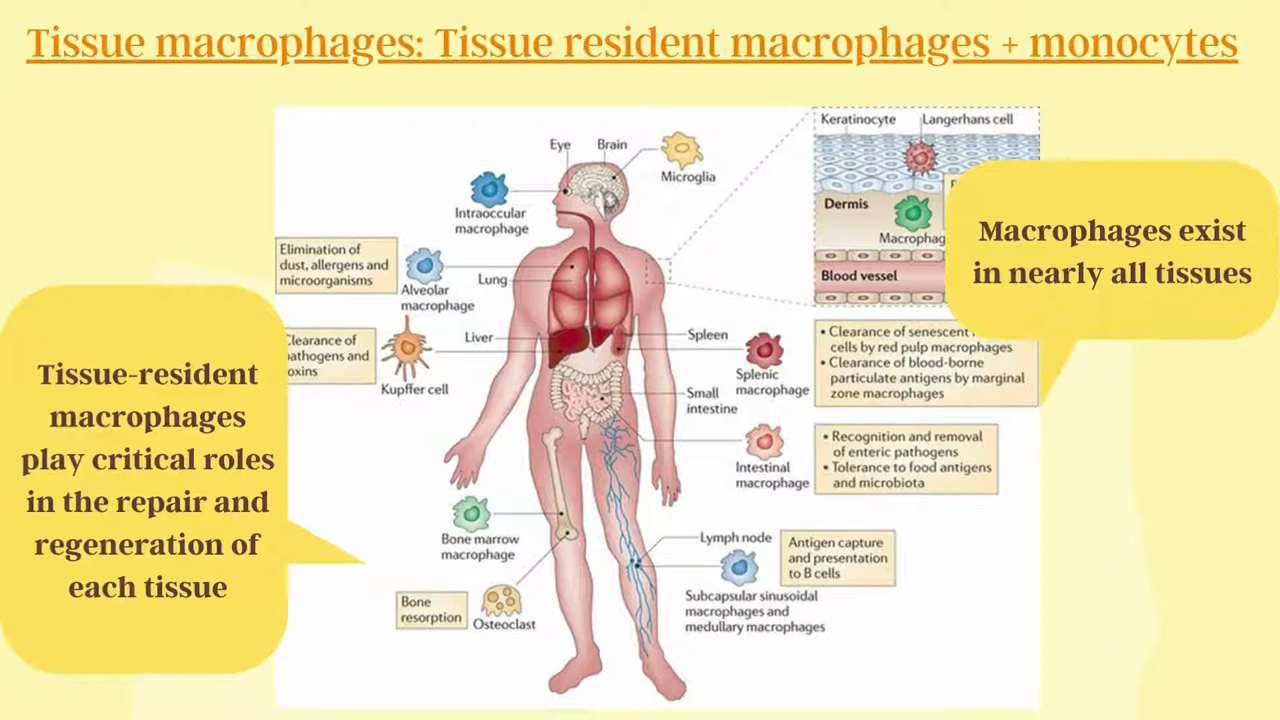 Tissue macrophages: Tissue resident macrophages + monocytes
Eye
Brain
Microglia
Intraoccular
macrophage
Elimination of
dust, allergens and
microorganisms
Alveolar
macrophage
Lung
Clearance of
pathogens and
toxins
Kupffer cell
Liver
Spleen
Splenic
macrophage
Small
intestine
Intestinal
macrophage
Bone marrow
macrophage
Bone
resorption
Osteoclast
Lymph node
Subcapsular sinusoidal
macrophages and
medullary macrophages
Antigen capture
and presentation
to B cells
Keratinocyte
Langerhans cell
Dermis
Blood vessel
• Clearance of senescent
cells by red pulp macrophages
• Clearance of blood-borne
particulate antigens by marginal
zone macrophages
• Recognition and removal
of enteric pathogens
• Tolerance to food antigens
and microbiota
Macrophages exist
in nearly all tissues
Tissue-resident
macrophages
play critical roles
in the repair and
regeneration of
each tissue